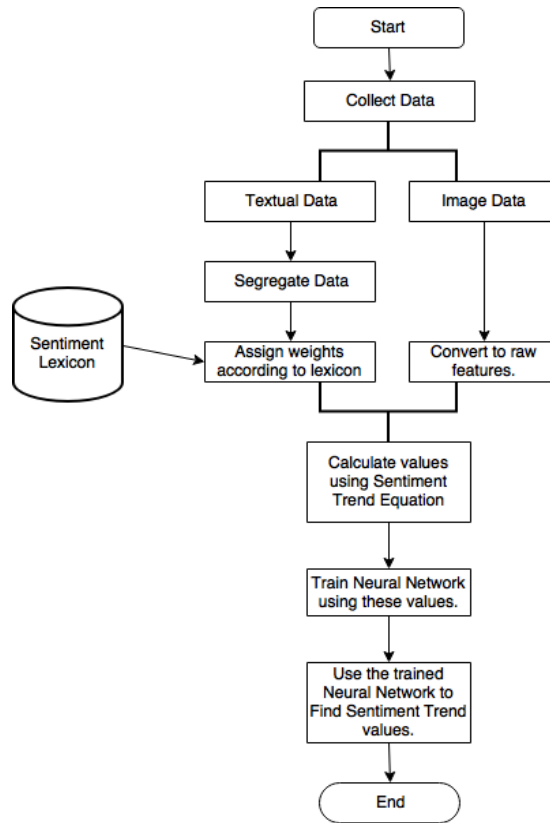 Start
Collect Data
Textual Data
Image Data
Segregate Data
Sentiment
Lexicon
Assign weights
according to lexicon
Convert to raw
features.
Calculate values
using Sentiment
Trend Equation
Train Neural Network
using these values.
Use the trained
Neural Network to
Find Sentiment Trend
values.
End